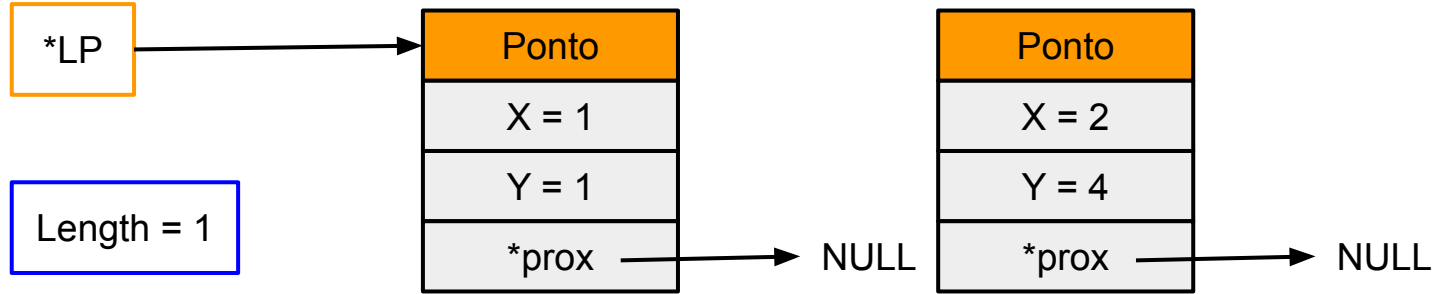 *LP
Length = 1
Ponto
X = 1
Y = 1
*prox
NULL
Ponto
X = 2
Y = 4
*prox
NULL